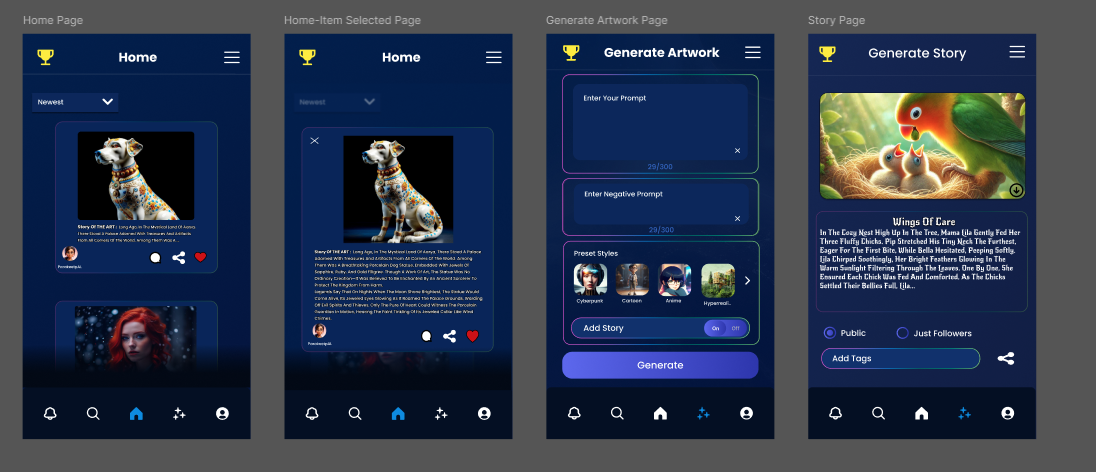 Home Page
Home
Newest
Story OF THE ART : Long Ago, In The Mystical Land Of Aenya,
There Stood A Palace Adorned With Treasures And Artifacts
From All Corners Of The World. Among Them Was A...
Home-Item Selected Page
Home
Newest
Story OF THE ART : Long Ago, In The Mystical Land Of Aenya, There Stood A Palace
Adorned With Treasures And Artifacts From All Corners Of The World. Among
Them Was A Breathtaking Porcelain Dog Statue, Embedded With Jewels Of
Sapphire, Ruby, And Gold Filigree. Though A Work Of Art, The Statue Was No
Ordinary Creation—It Was Believed To Be Enchanted By An Ancient Sorcerer To
Protect The Kingdom From Harm.
Legends Say That On Nights When The Moon Shone Brightest, The Statue Would
Come Alive, Its Jeweled Eyes Glowing As It Roamed The Palace Grounds, Warding
Off Evil Spirits And Thieves. Only The Pure Of Heart Could Witness The Porcelain
Guardian In Motion, Hearing The Faint Tinkling Of Its Jeweled Collar Like Wind
Chimes.
Generate Artwork Page
Generate Artwork
Enter Your Prompt
29/300
Enter Negative Prompt
29/300
Preset Styles
Cyberpunk
Cartoon
Anime
Hyperreali...
Add Story
On
Off
Generate
Story Page
Generate Story
Wings Of Care
In The Cozy Nest High Up In The Tree, Mama Lila Gently Fed Her
Three Fluffy Chicks. Pip Stretched His Tiny Neck The Furthest,
Eager For The First Bite, While Bella Hesitated, Peeping Softly.
Lila Chirped Soothingly, Her Bright Feathers Glowing In The
Warm Sunlight Filtering Through The Leaves. One By One, She
Ensured Each Chick Was Fed And Comforted. As The Chicks
Settled Their Bellies Full, Lila...
Public
Just Followers
Add Tags